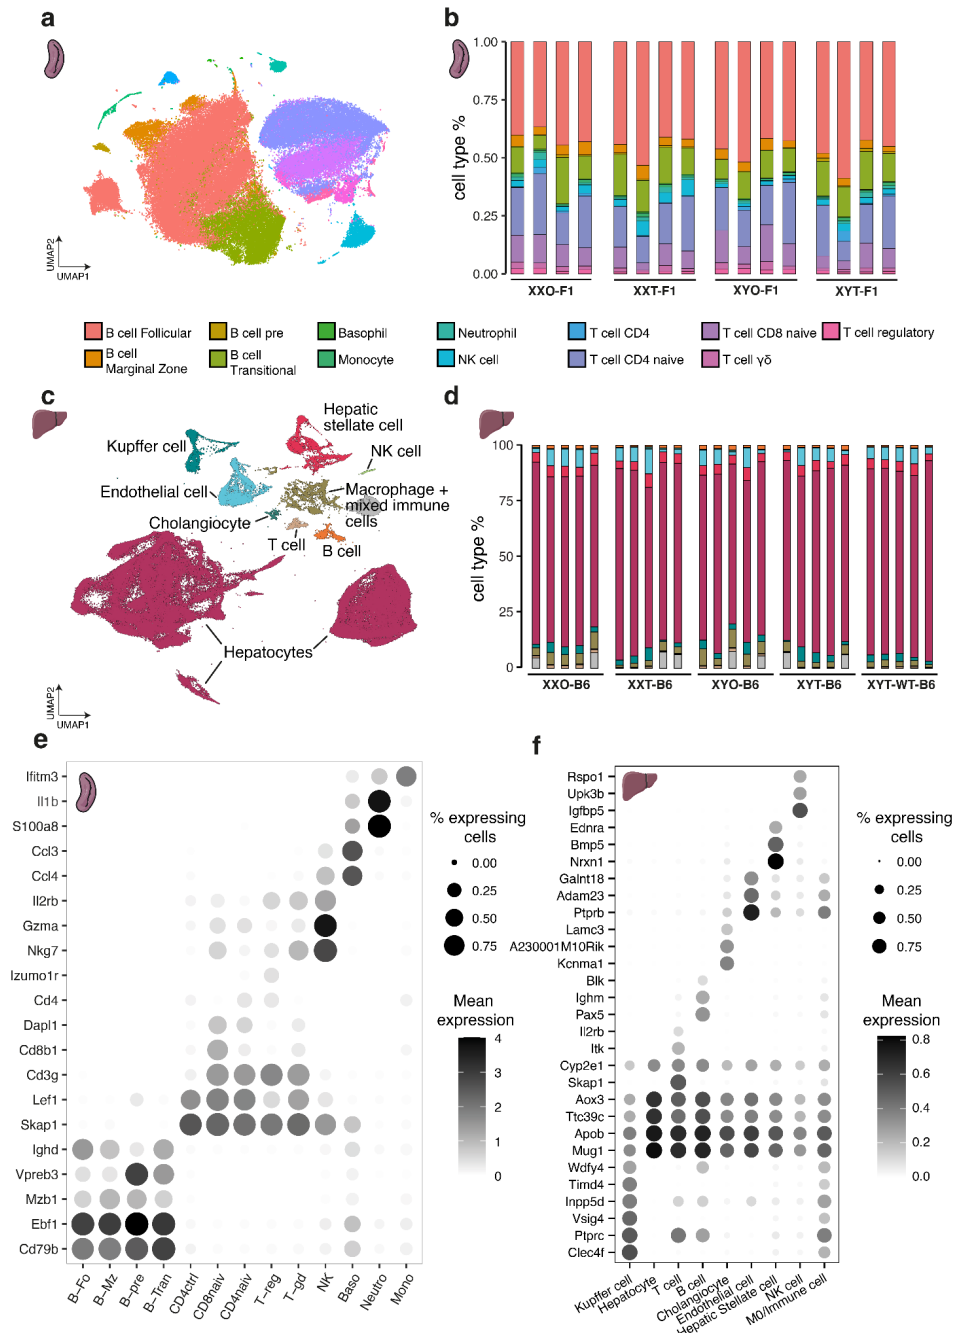 a
UMAP2
UMAP1
b
cell type %
1.00
0.75
0.50
0.25
0.00
XXO-F1
XXT-F1
XYO-F1
XYT-F1
B cell Follicular
B cell pre
Basophil
Neutrophil
T cell CD4
T cell CD8 naive
T cell regulatory
B cell
Marginal Zone
B cell
Transitional
Monocyte
NK cell
T cell CD4 naive
T cell γδ
c
Hepatic
stellate cell
Kupffer cell
NK cell
Endothelial cell
Macrophage +
mixed immune
cells
Cholangiocyte
T cell
B cell
Hepatocytes
UMAP2
UMAP1
d
cell type %
100
75
50
25
0
XXO-B6
XXT-B6
XYO-B6
XYT-B6
XYT-WT-B6
e
Ifitm3
Il1b
S100a8
Ccl3
Ccl4
Il2rb
Gzma
Nkg7
Izumo1r
Cd4
Dapl1
Cd8b1
Cd3g
Lef1
Skap1
Ighd
Vpreb3
Mzb1
Ebf1
Cd79b
B-Fo
B-Mz
B-pre
B-Tran
CD4ctrl
CD8naiv
CD4naiv
T-reg
T-gd
NK
Baso
Neutro
Mono
% expressing
cells
0.00
0.25
0.50
0.75
Mean
expression
4
3
2
1
0
f
Rspo1
Upk3b
Igfbp5
Ednra
Bmp5
Nrxn1
Galnt18
Adam23
Ptprb
Lamc3
A230001M10Rik
Kcnma1
Blk
Ighm
Pax5
Il2rb
Itk
Cyp2e1
Skap1
Aox3
Ttc39c
Apob
Mug1
Wdfy4
Timd4
Inpp5d
Vsig4
Ptprc
Clec4f
Kupffer cell
Hepatocyte
T cell
B cell
Cholangiocyte
Endothelial cell
Hepatic Stellate cell
NK cell
M0/Immune cell
% expressing
cells
0.00
0.25
0.50
0.75
Mean
expression
0.8
0.6
0.4
0.2
0.0